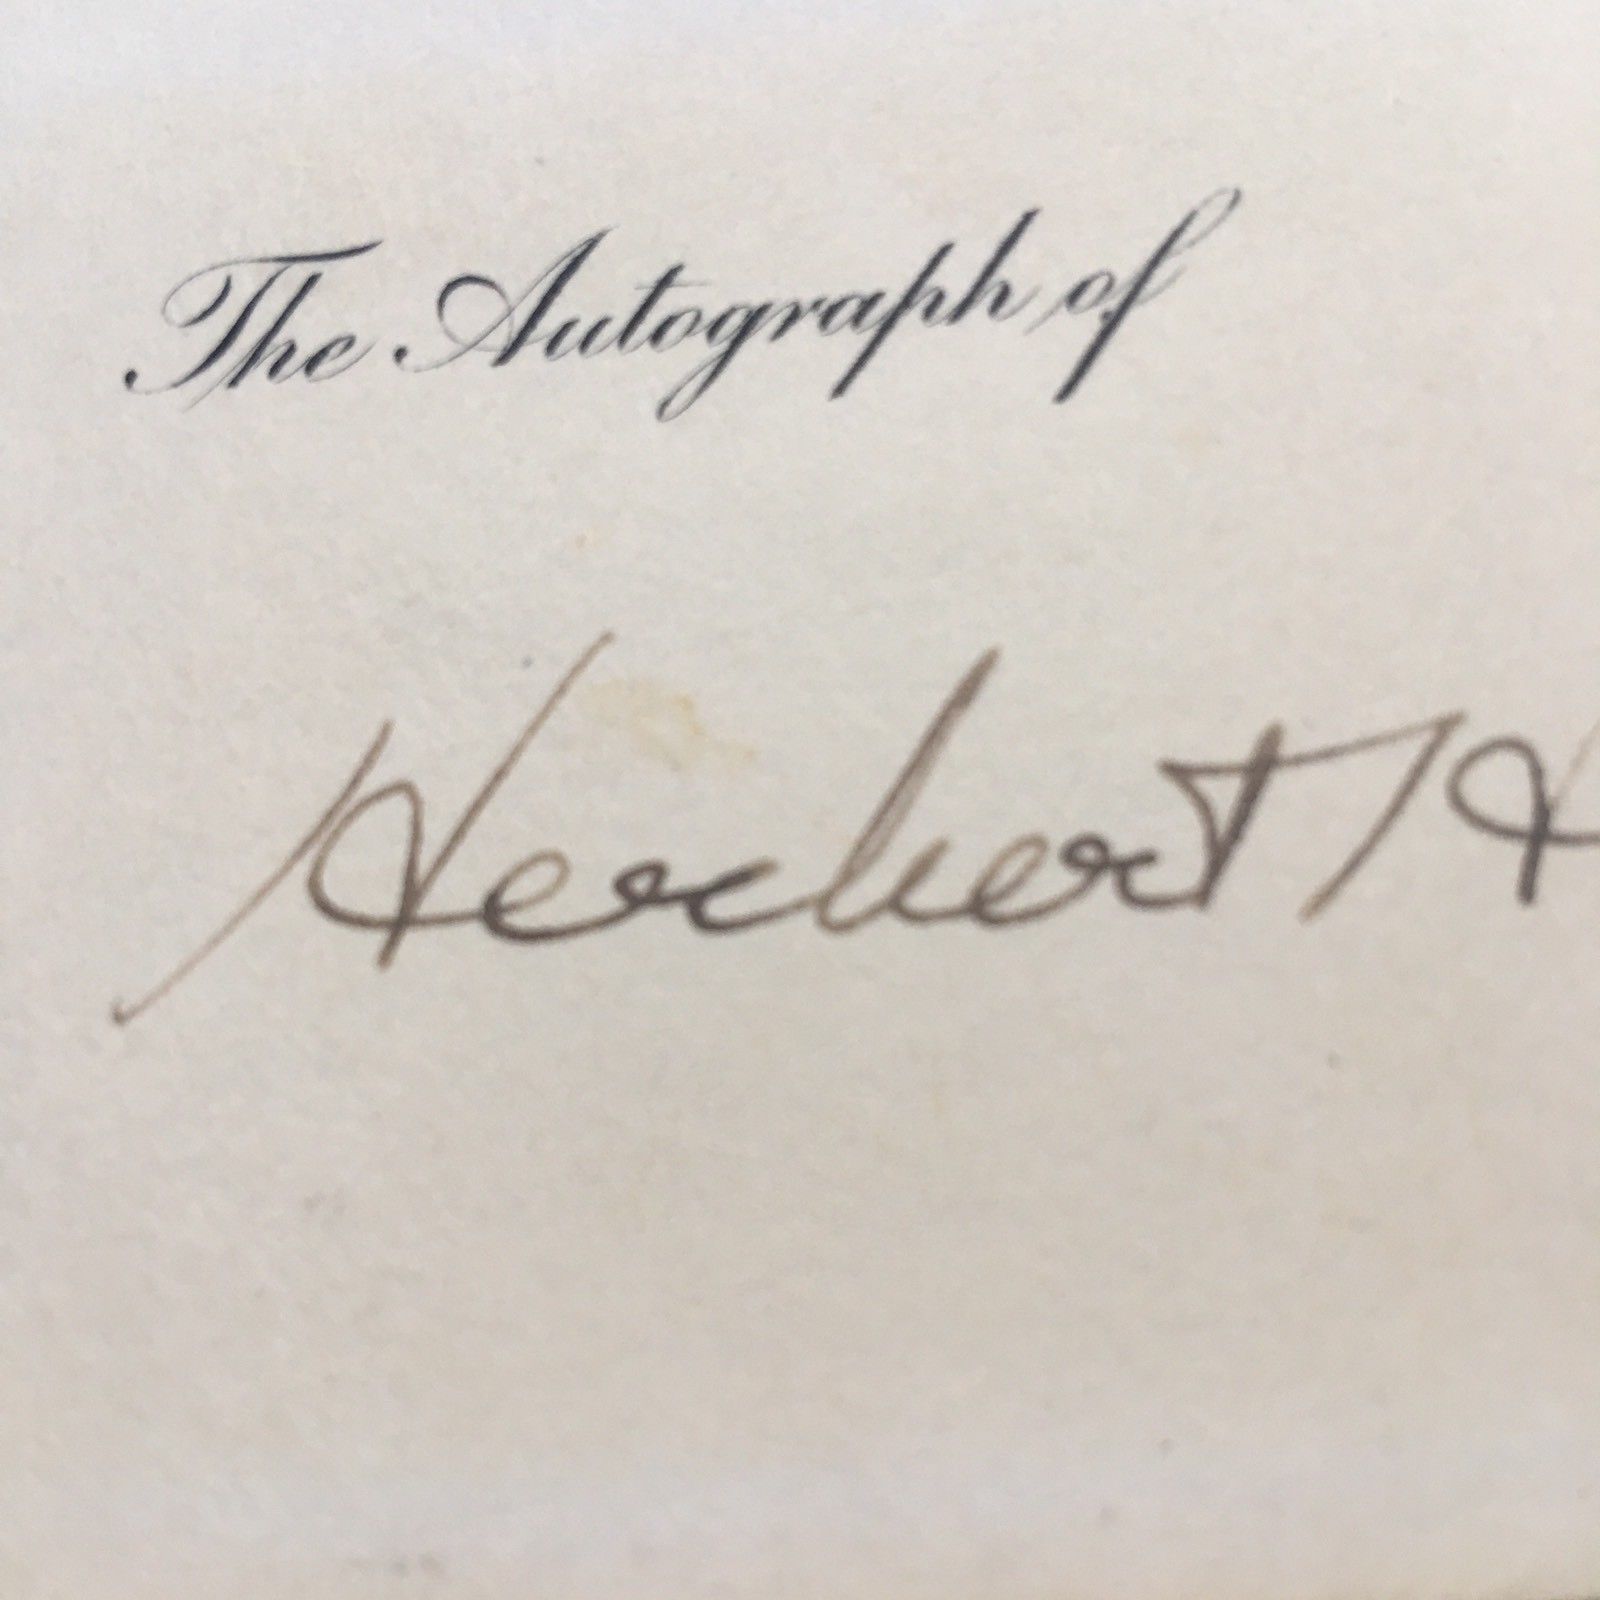 The Autograph of
Herbert H